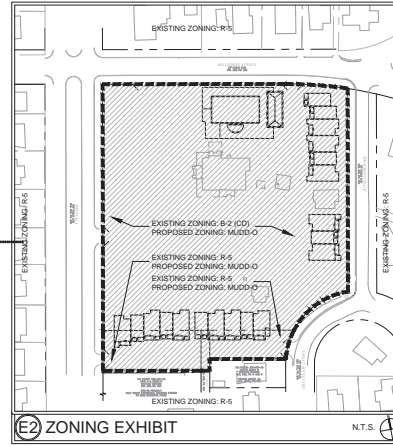 EXISTING ZONING: R-5
EXISTING ZONING: R-5
EXISTING ZONING: R-5
EXISTING ZONING: B-2 (CD)
PROPOSED ZONING: MUDD-O
EXISTING ZONING: R-5
PROPOSED ZONING: MUDD-O
EXISTING ZONING: R-5
PROPOSED ZONING: MUDD-O
EXISTING ZONING: R-5
E2 ZONING EXHIBIT
N.T.S.